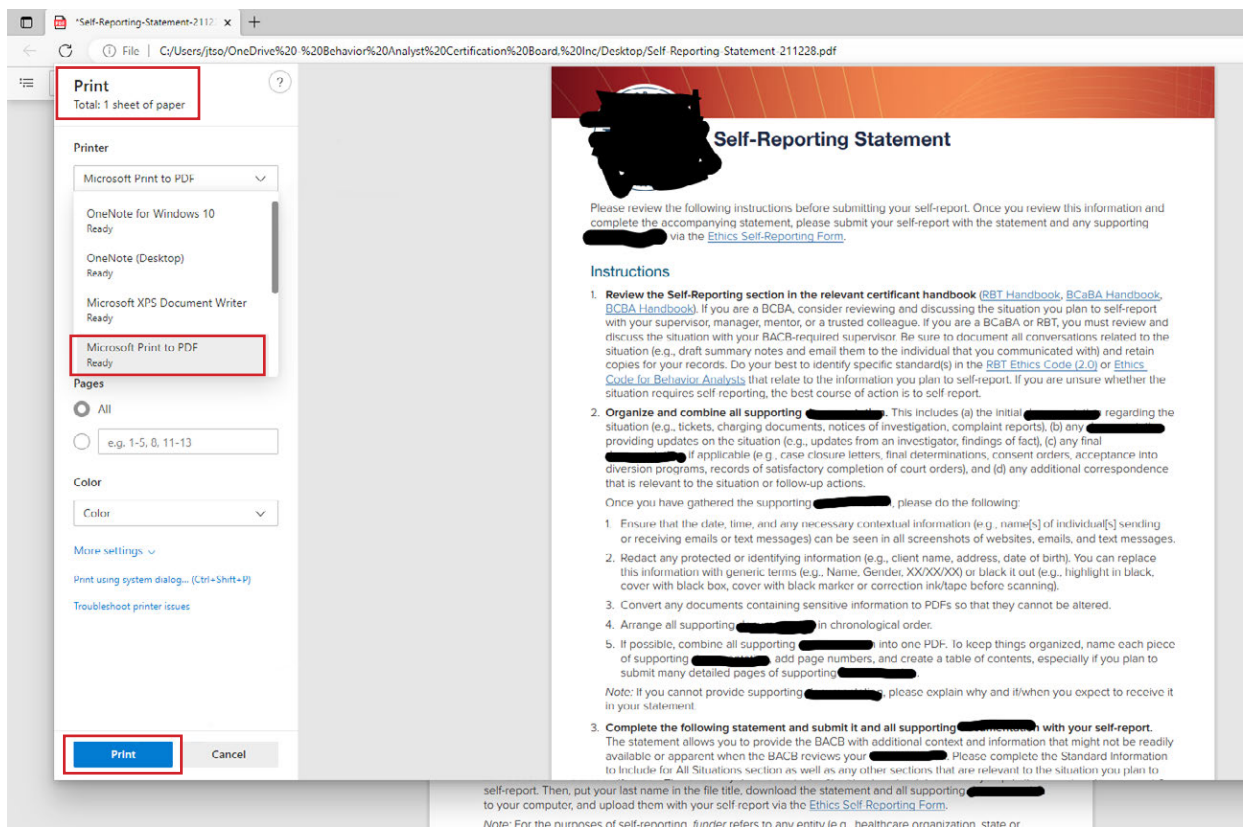 *Self-Reporting-Statement-2112
File | C:/Users/jtso/OneDrive%20-%20Behavior%20Analyst%20Certification%20Board,%20Inc/Desktop/Self-Reporting-Statement-211228.pdf
Print
?
Total: 1 sheet of paper
Printer
Microsoft Print to PDF
OneNote for Windows 10
Ready
OneNote (Desktop)
Ready
Microsoft XPS Document Writer
Ready
Microsoft Print to PDF
Ready
Pages
All
e.g. 1-5, 8, 11-13
Color
Color
More settings
Print using system dialog... (Ctrl+Shift+P)
Troubleshoot printer issues
Print
Cancel
Self-Reporting Statement
Please review the following instructions before submitting your self-report. Once you review this information and
complete the accompanying statement, please submit your self-report with the statement and any supporting
via the Ethics Self-Reporting Form.
Instructions
1. Review the Self-Reporting section in the relevant certificant handbook (RBT Handbook, BCaBA Handbook,
BCBA Handbook). If you are a BCBA, consider reviewing and discussing the situation you plan to self-report
with your supervisor, manager, mentor, or a trusted colleague. If you are a BCaBA or RBT, you must review and
discuss the situation with your BACB-required supervisor. Be sure to document all conversations related to the
situation (e.g., draft summary notes and email them to the individual that you communicated with) and retain
copies for your records. Do your best to identify specific standard(s) in the RBT Ethics Code (2.0) or Ethics
Code for Behavior Analysts that relate to the information you plan to self-report. If you are unsure whether the
situation requires self-reporting, the best course of action is to self-report.
2. Organize and combine all supporting . This includes (a) the initial regarding the
situation (e.g., tickets, charging documents, notices of investigation, complaint reports), (b) any
providing updates on the situation (e.g., updates from an investigator, findings of fact), (c) any final
if applicable (e.g., case closure letters, final determinations, consent orders, acceptance into
diversion programs, records of satisfactory completion of court orders), and (d) any additional correspondence
that is relevant to the situation or follow-up actions.
Once you have gathered the supporting , please do the following:
1. Ensure that the date, time, and any necessary contextual information (e.g., name[s] of individual[s] sending
or receiving emails or text messages) can be seen in all screenshots of websites, emails, and text messages.
2. Redact any protected or identifying information (e.g., client name, address, date of birth). You can replace
this information with generic terms (e.g., Name, Gender, XX/XX/XX) or black it out (e.g., highlight in black,
cover with black box, cover with black marker or correction ink/tape before scanning).
3. Convert any documents containing sensitive information to PDFs so that they cannot be altered.
4. Arrange all supporting in chronological order.
5. If possible, combine all supporting into one PDF. To keep things organized, name each piece
of supporting , add page numbers, and create a table of contents, especially if you plan to
submit many detailed pages of supporting .
Note: If you cannot provide supporting , please explain why and if/when you expect to receive it
in your statement.
3. Complete the following statement and submit it and all supporting with your self-report.
The statement allows you to provide the BACB with additional context and information that might not be readily
available or apparent when the BACB reviews your . Please complete the Standard Information
to Include for All Situations section as well as any other sections that are relevant to the situation you plan to
self-report. Then, put your last name in the file title, download the statement and all supporting
to your computer, and upload them with your self report via the Ethics Self Reporting Form.
Note: For the purposes of self-reporting, funder refers to any entity (e.g., healthcare organization, state or